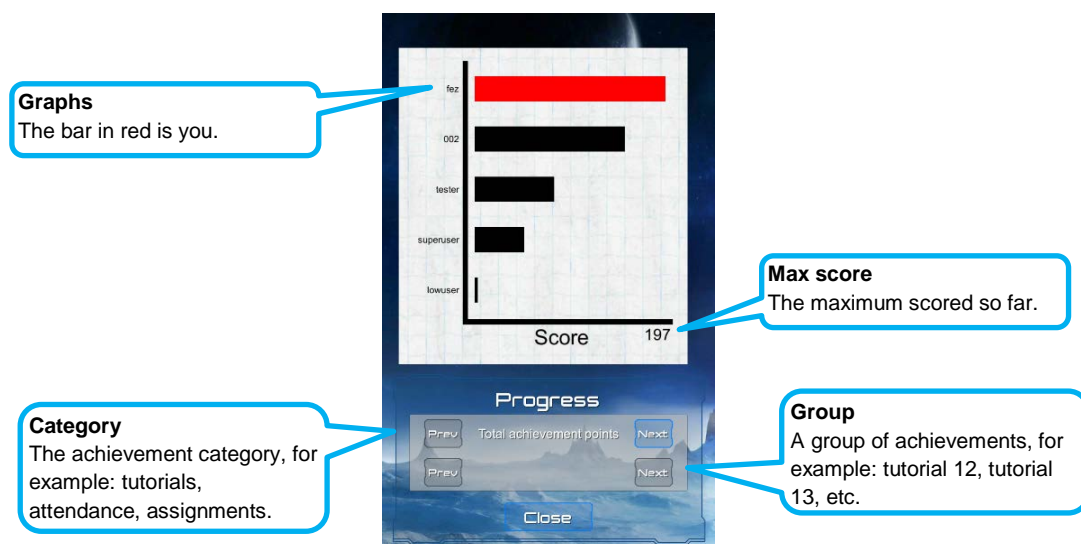 Graphs
The bar in red is you.
fez
002
tester
superuser
lowuser
Score
197
Max score
The maximum scored so far.
Progress
Prev
Total achievement points
Next
Prev
Next
Close
Category
The achievement category, for
example: tutorials,
attendance, assignments.
Group
A group of achievements, for
example: tutorial 12, tutorial
13, etc.